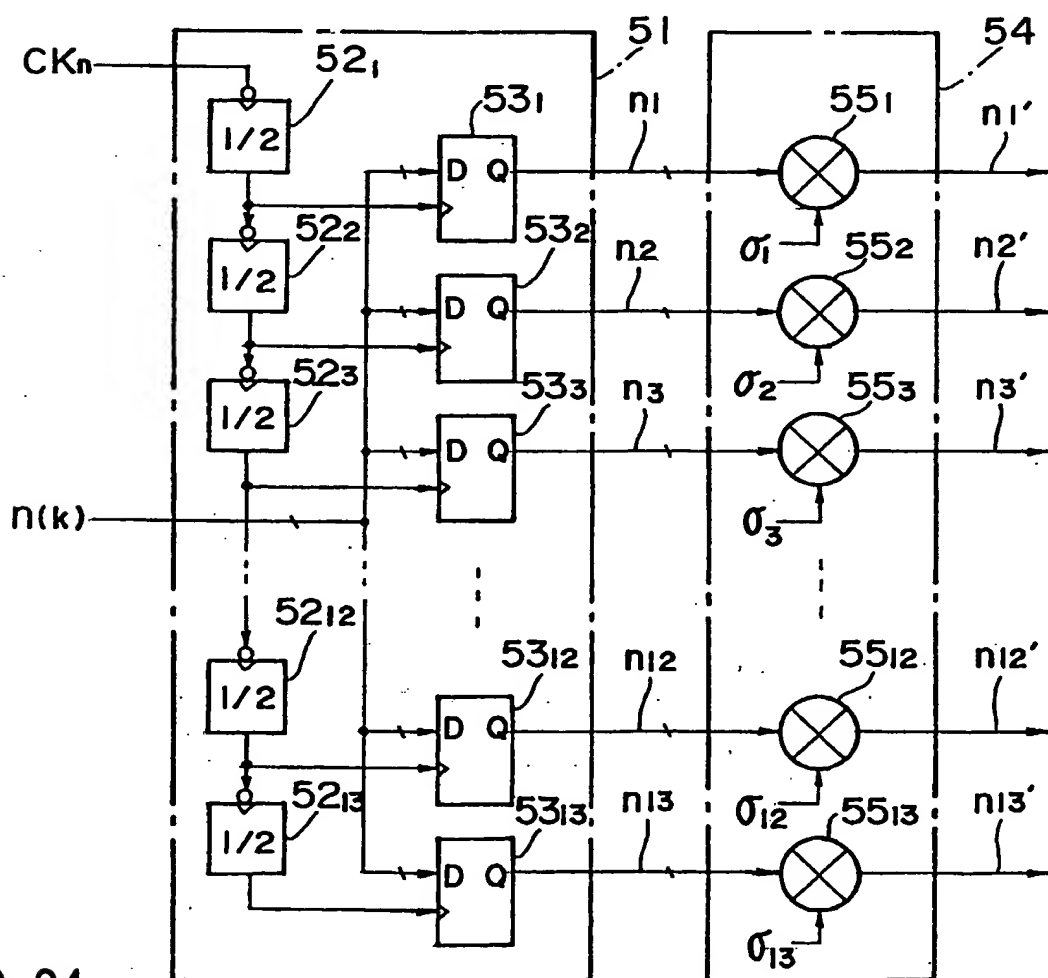 51
54
CKn
52₁
1/2
53₁
D Q
n1
55₁
n1′
σ1
52₂
1/2
53₂
D Q
n2
55₂
n2′
σ2
52₃
1/2
53₃
D Q
n3
55₃
n3′
σ3
n(k)
52₁₂
1/2
53₁₂
D Q
n12
55₁₂
n12′
σ12
52₁₃
1/2
53₁₃
D Q
n13
55₁₃
n13′
σ13